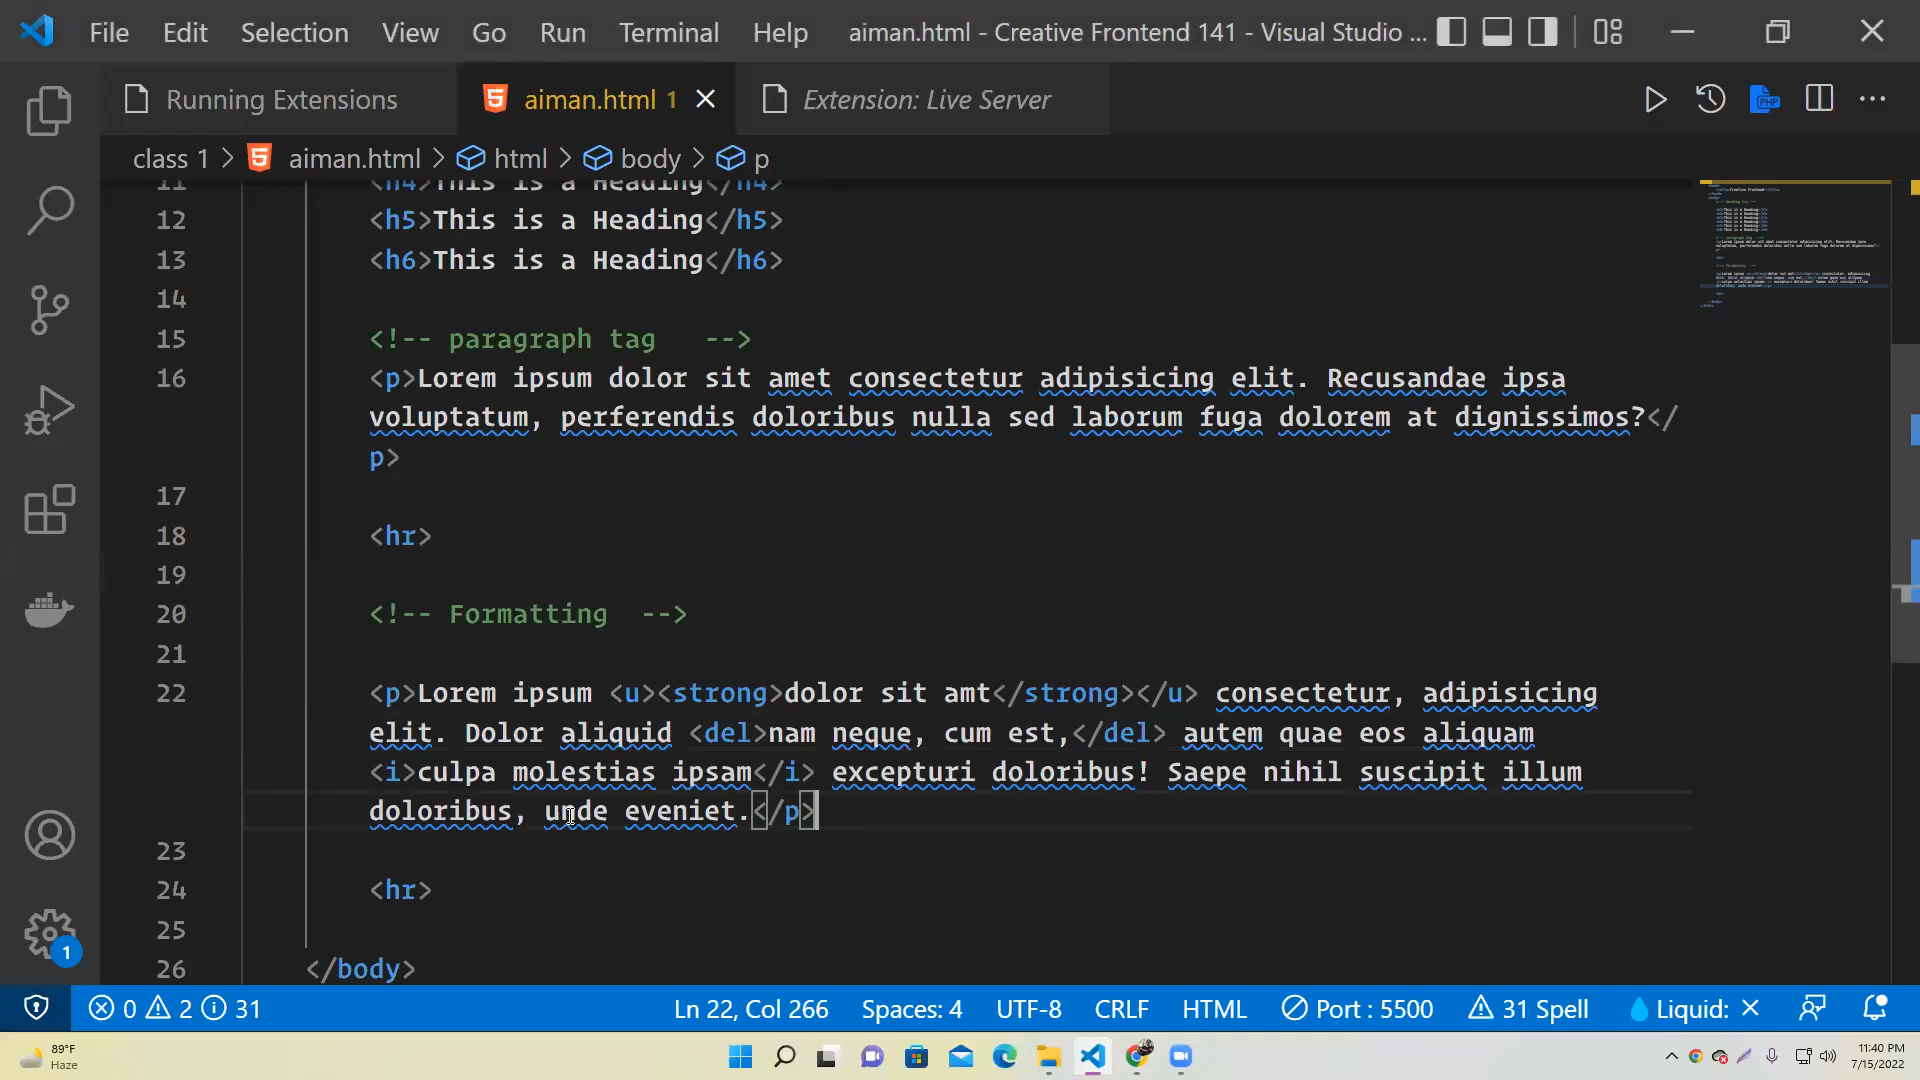 File Edit Selection View Go Run Terminal Help aiman.html - Creative Frontend 141 - Visual Studio ...
Running Extensions aiman.html 1 Extension: Live Server
class 1 > aiman.html > html > body > p
11 <h4>This is a Heading</h4>
12 <h5>This is a Heading</h5>
13 <h6>This is a Heading</h6>
14
15 <!-- paragraph tag   -->
16 <p>Lorem ipsum dolor sit amet consectetur adipisicing elit. Recusandae ipsa
voluptatum, perferendis doloribus nulla sed laborum fuga dolorem at dignissimos?</
p>
17
18 <hr>
19
20 <!-- Formatting  -->
21
22 <p>Lorem ipsum <u><strong>dolor sit amt</strong></u> consectetur, adipisicing
elit. Dolor aliquid <del>nam neque, cum est,</del> autem quae eos aliquam
<i>culpa molestias ipsam</i> excepturi doloribus! Saepe nihil suscipit illum
doloribus, unde eveniet.</p>
23
24 <hr>
25
26 </body>
1
0 2 31 Ln 22, Col 266 Spaces: 4 UTF-8 CRLF HTML Port : 5500 31 Spell Liquid:
89°F
Haze
11:40 PM
7/15/2022